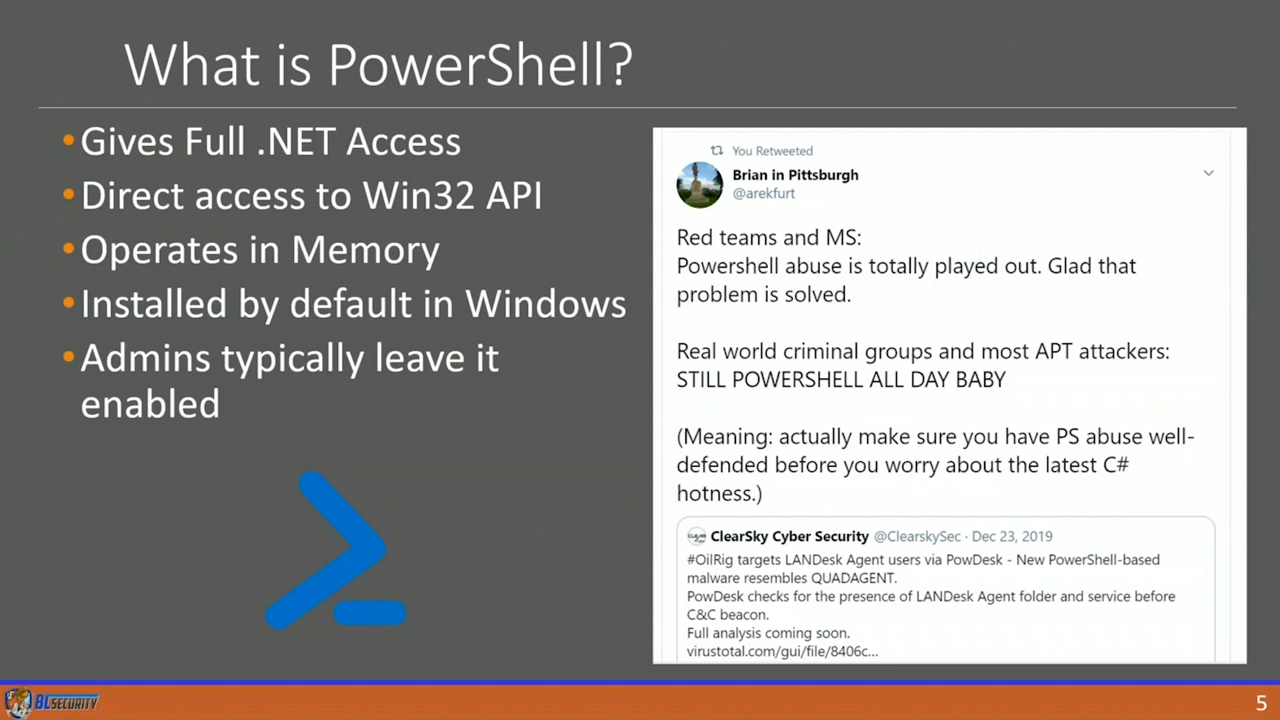 What is PowerShell?
•Gives Full .NET Access
•Direct access to Win32 API
•Operates in Memory
•Installed by default in Windows
•Admins typically leave it
enabled
You Retweeted
Brian in Pittsburgh
@arekfurt
Red teams and MS:
Powershell abuse is totally played out. Glad that
problem is solved.
Real world criminal groups and most APT attackers:
STILL POWERSHELL ALL DAY BABY
(Meaning: actually make sure you have PS abuse well-
defended before you worry about the latest C#
hotness.)
ClearSky Cyber Security @ClearskySec · Dec 23, 2019
#OilRig targets LANDesk Agent users via PowDesk - New PowerShell-based
malware resembles QUADAGENT.
PowDesk checks for the presence of LANDesk Agent folder and service before
C&C beacon.
Full analysis coming soon.
virustotal.com/gui/file/8406c...
BC SECURITY
5